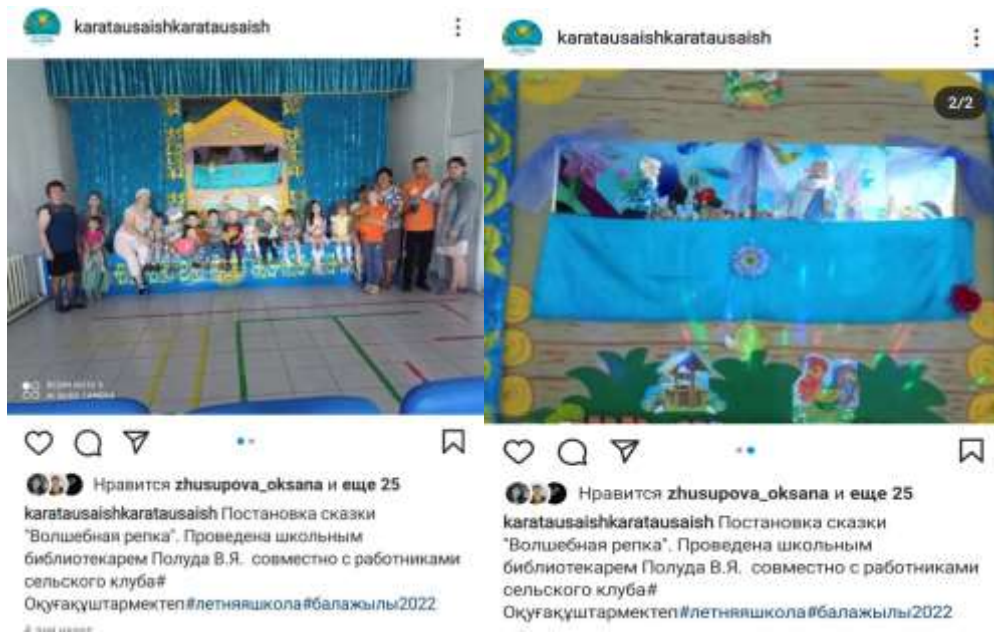 karatausaishkaratausaish
Нравится zhusupova_oksana и еще 25
karatausaishkaratausaish Постановка сказки
"Волшебная репка". Проведена школьным
библиотекарем Полуда В.Я. совместно с работниками
сельского клуба#
Оқуғақұштармектеп#летняяшкола#балажылы2022
karatausaishkaratausaish
2/2
Нравится zhusupova_oksana и еще 25
karatausaishkaratausaish Постановка сказки
"Волшебная репка". Проведена школьным
библиотекарем Полуда В.Я. совместно с работниками
сельского клуба#
Оқуғақұштармектеп#летняяшкола#балажылы2022